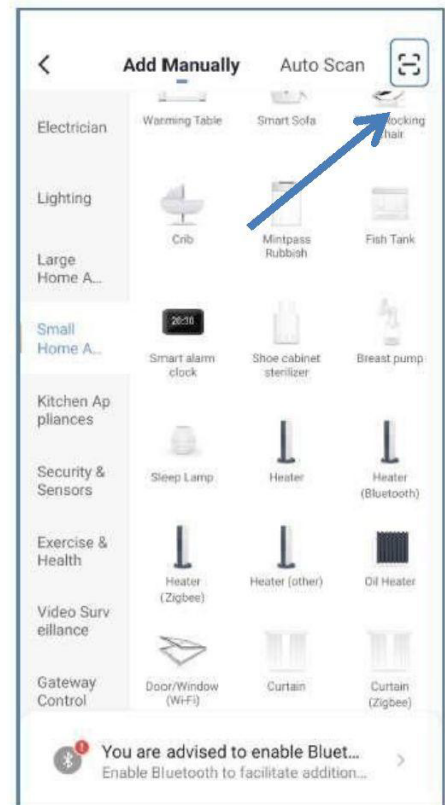 Add Manually Auto Scan
Electrician
Warming Table
Smart Sofa
ocking
hair
Lighting
Crib
Mintpass
Rubbish
Fish Tank
Large
Home A...
Small
Home A...
20:30
Smart alarm
clock
Shoe cabinet
sterilizer
Breast pump
Kitchen Ap
pliances
Sleep Lamp
Heater
Heater
(Bluetooth)
Security &
Sensors
Exercise &
Health
Heater
(Zigbee)
Heater (other)
Oil Heater
Video Surv
eillance
Gateway
Control
Door/Window
(Wi-Fi)
Curtain
Curtain
(Zigbee)
You are advised to enable Bluet...
Enable Bluetooth to facilitate addition...